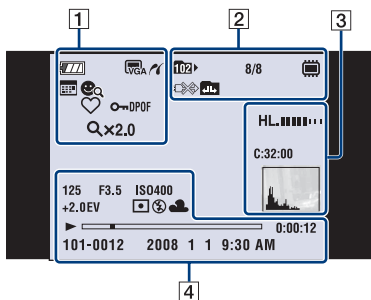 1
2
3
VGA
102
8/8
DPOF
×2.0
HL
C:32:00
125 F3.5 ISO400
+2.0EV
0:00:12
101-0012 2008 1 1 9:30 AM
4